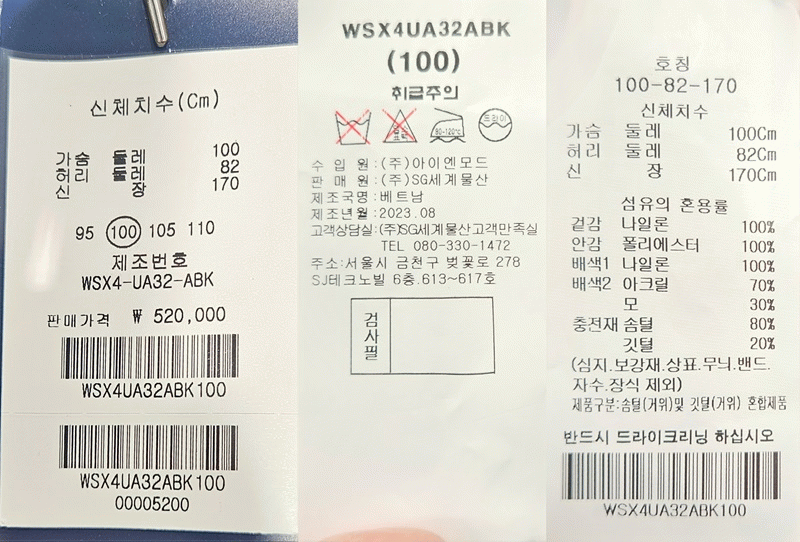 신체치수(Cm)
가슴 둘레 100
허리 둘레 82
신 장 170
95 100 105 110
제조번호
WSX4-UA32-ABK
판매가격 ₩ 520,000
WSX4UA32ABK100
WSX4UA32ABK100
00005200
WSX4UA32ABK
(100)
취급주의
80-120℃
드라이
수 입 원:(주)아이엔모드
판 매 원:(주)SG세계물산
제조국명:베트남
제조년월:2023.08
고객상담실:(주)SG세계물산고객만족실
TEL 080-330-1472
주소:서울시 금천구 벚꽃로 278
SJ테크노빌 6층.613~617호
검사필
호칭
100-82-170
신체치수
가슴 둘레 100Cm
허리 둘레 82Cm
신 장 170Cm
섬유의 혼용률
겉감 나일론 100%
안감 폴리에스터 100%
배색1 나일론 100%
배색2 아크릴 70%
모 30%
충전재 솜털 80%
깃털 20%
(심지.보강재.상표.무늬.밴드.
자수.장식 제외)
제품구분:솜털(거위)및 깃털(거위) 혼합제품
반드시 드라이크리닝 하십시오
WSX4UA32ABK100